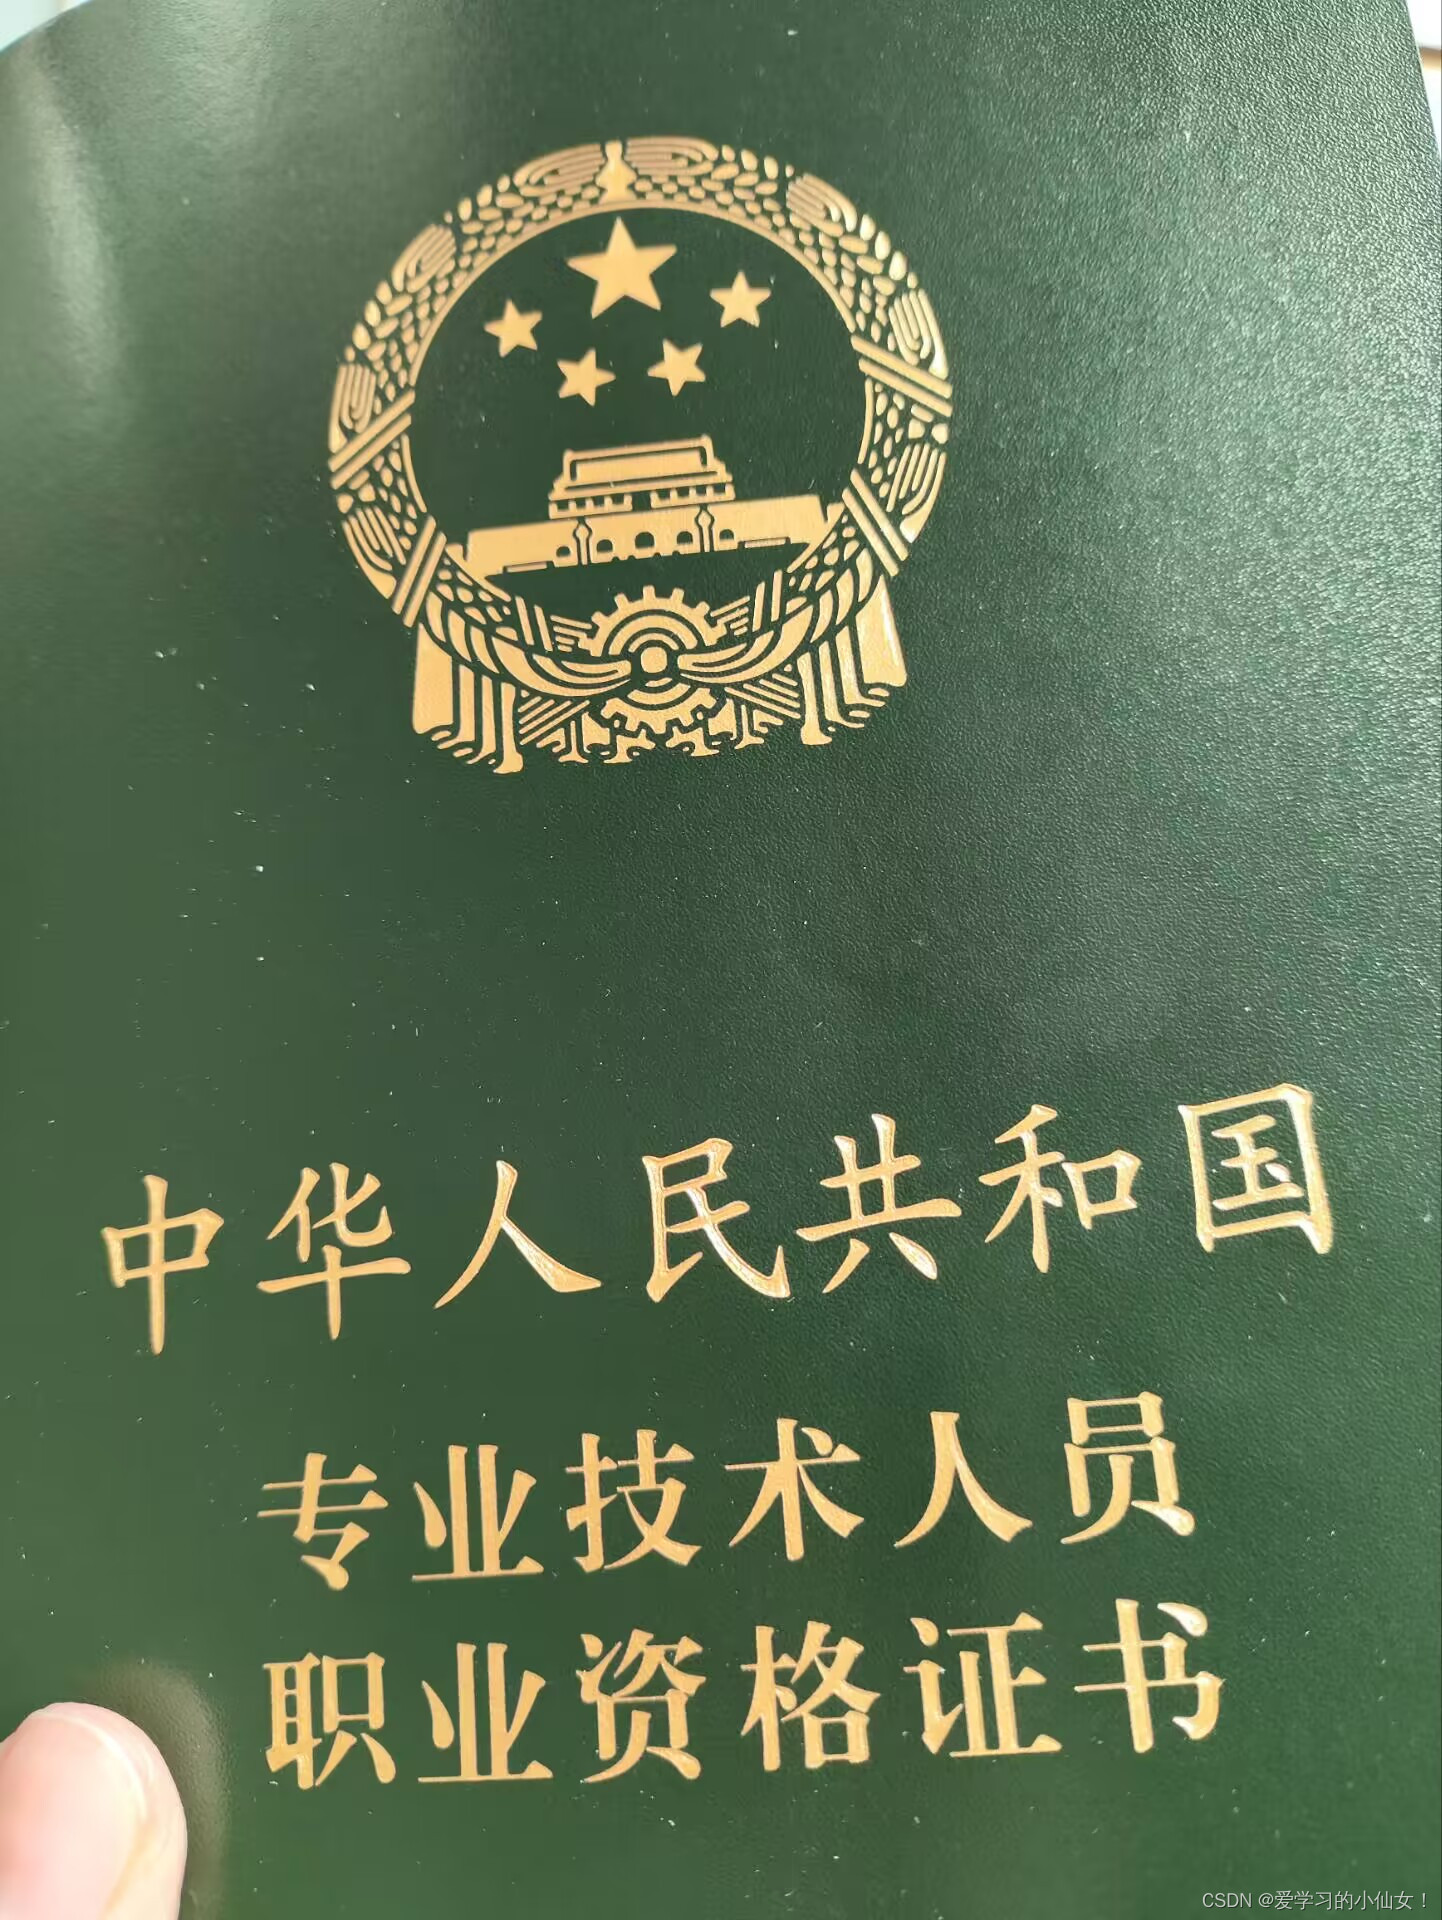 中华人民共和国
专业技术人员
职业资格证书
CSDN @爱学习的小仙女！